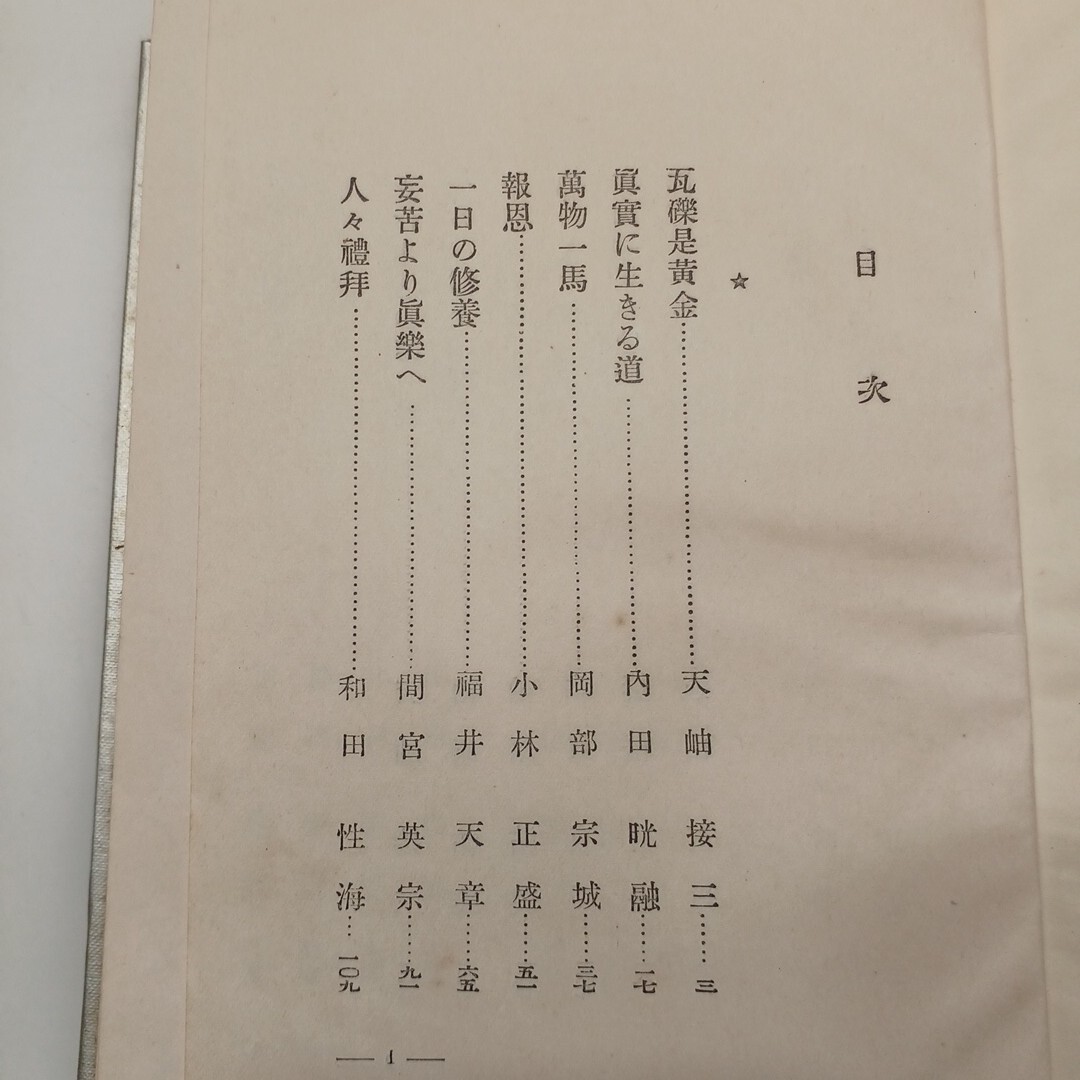 目次
☆
瓦礫是黃金……天岫接三……三
眞實に生きる道……內田晄融……一七
萬物一馬……岡部宗城……三七
報恩……小林正盛……五一
一日の修養……福井天章……六五
妄苦より眞樂へ……間宮英宗……九一
人々禮拜……和田性海…一〇九
— 1 —